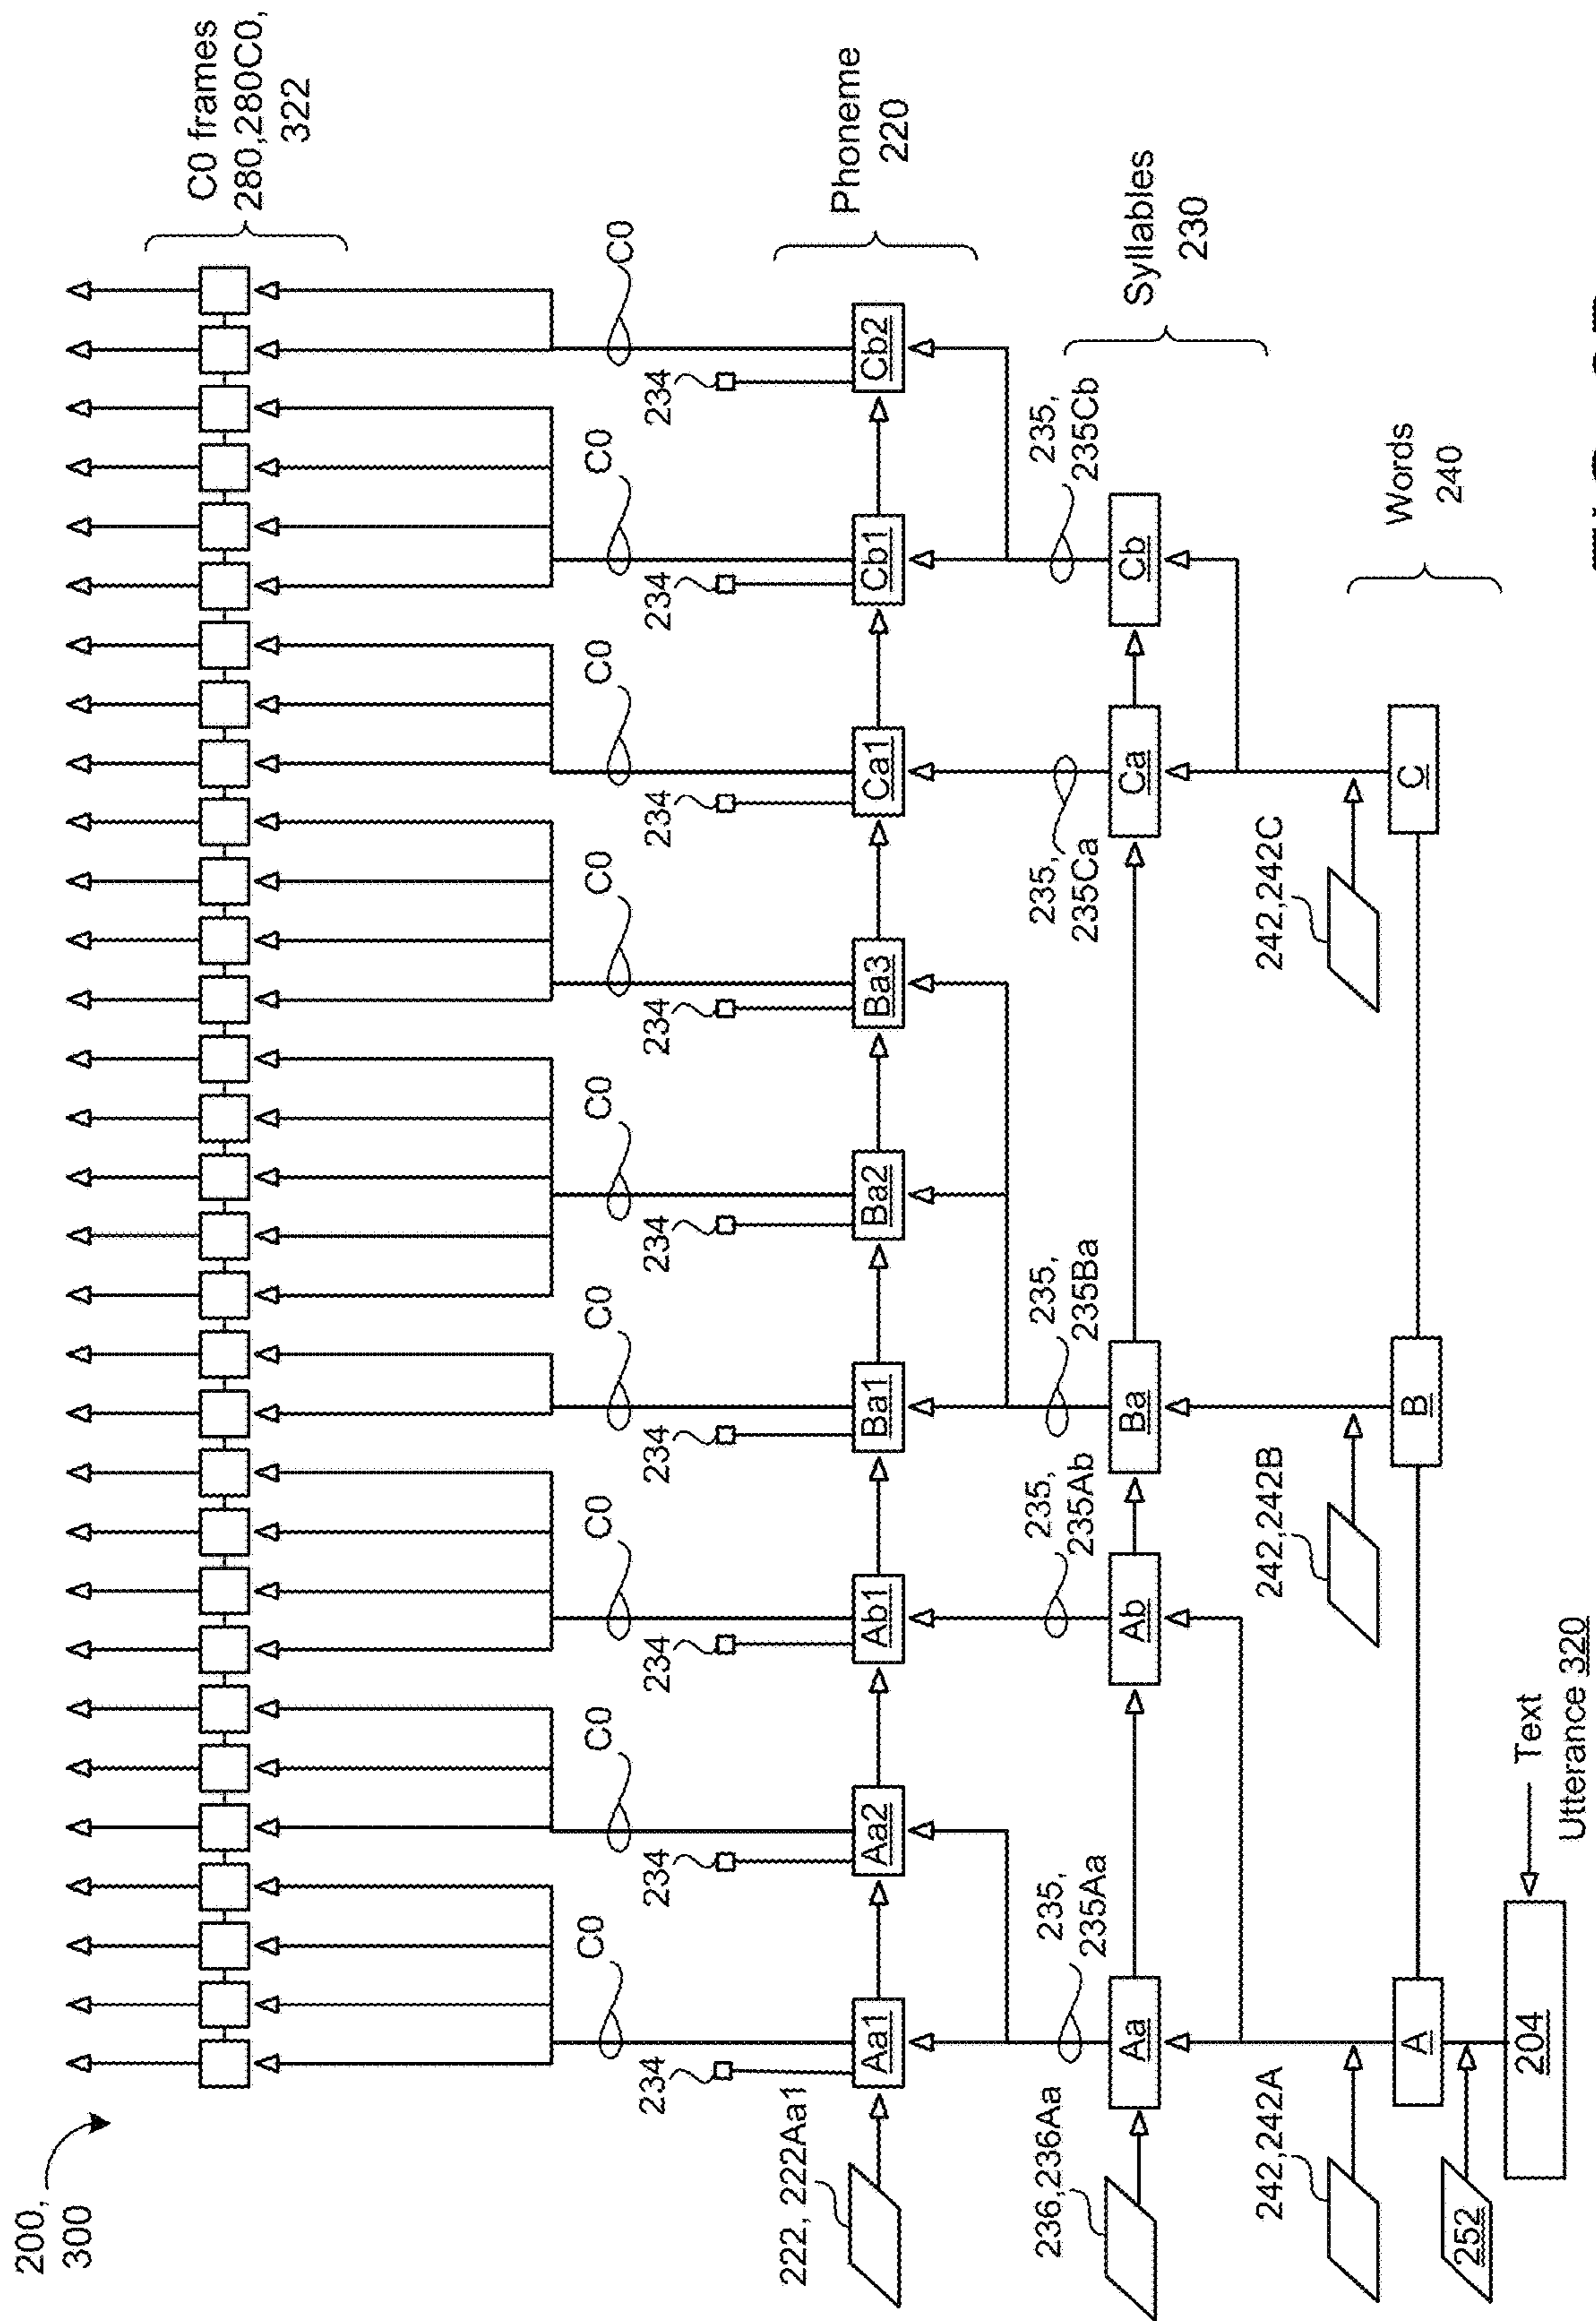 200,
300
C0 frames
280,280C0,
322
C0
C0
C0
C0
C0
C0
C0
C0
C0
234
234
234
234
234
234
234
234
234
Phoneme
220
222, 222Aa1
Aa1
Aa2
Ab1
Ba1
Ba2
Ba3
Ca1
Cb1
Cb2
235,
235Aa
235,
235Ab
235,
235Ba
235,
235Ca
235,
235Cb
Syllables
230
236,236Aa
Aa
Ab
Ba
Ca
Cb
242,242A
242,242B
242,242C
Words
240
A
B
C
252
204
Text
Utterance 320